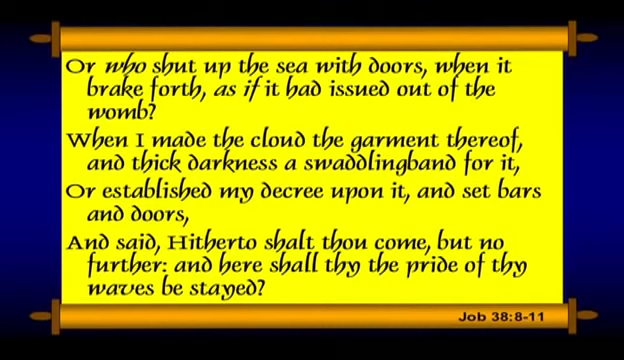 Or who shut up the sea with doors, when it
brake forth, as if it had issued out of the
womb?
When I made the cloud the garment thereof,
and thick darkness a swaddlingband for it,
Or established my decree upon it, and set bars
and doors,
And said, Hitherto shalt thou come, but no
further: and here shall thy the pride of thy
waves be stayed?
Job 38:8-11